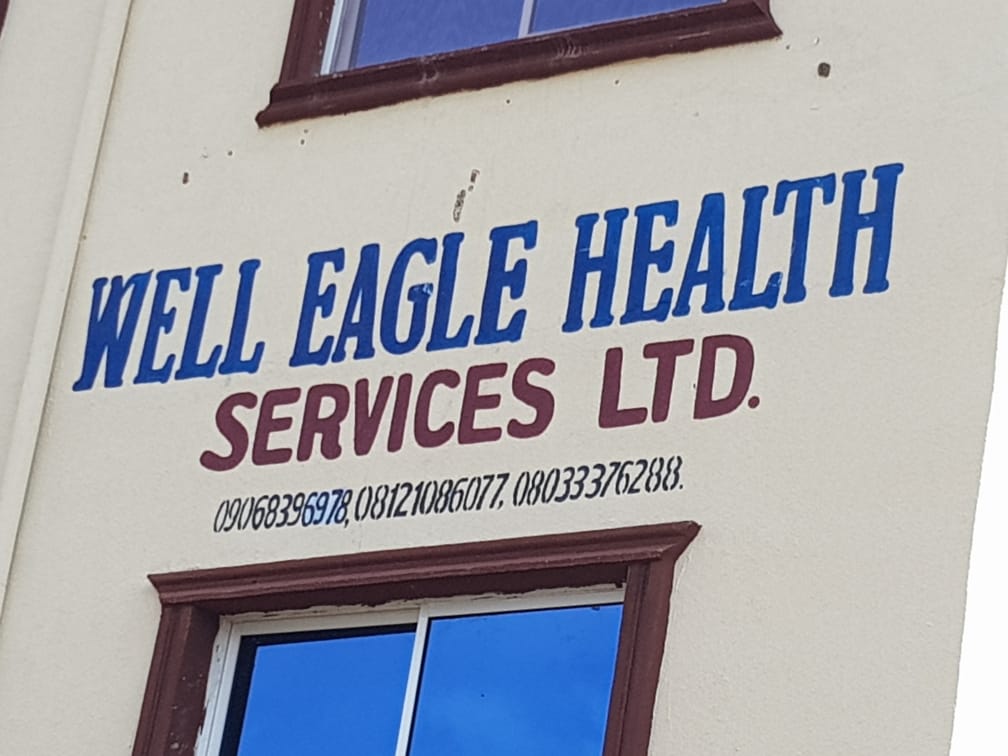 WELL EAGLE HEALTH
SERVICES LTD.
09068396978, 08121086077, 08033376288.